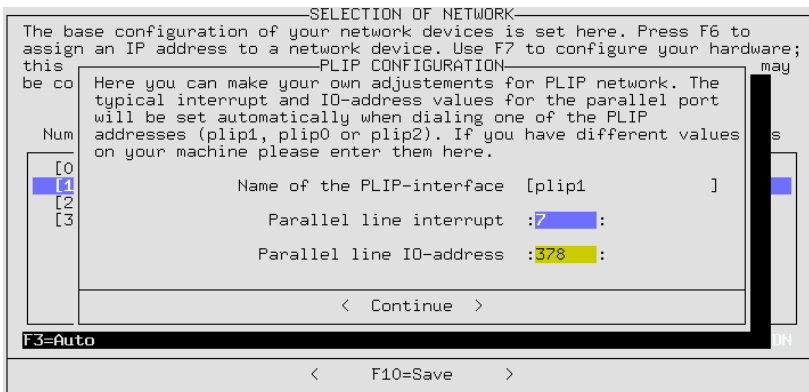 SELECTION OF NETWORK
The base configuration of your network devices is set here. Press F6 to
assign an IP address to a network device. Use F7 to configure your hardware;
this PLIP CONFIGURATION may
be co Here you can make your own adjustements for PLIP network. The
typical interrupt and IO-address values for the parallel port
will be set automatically when dialing one of the PLIP
Num addresses (plip1, plip0 or plip2). If you have different values s
on your machine please enter them here.
[0
[1 Name of the PLIP-interface [plip1 ]
[2
[3 Parallel line interrupt :7 :
Parallel line IO-address :378 :
< Continue >
F3=Auto DN
< F10=Save >